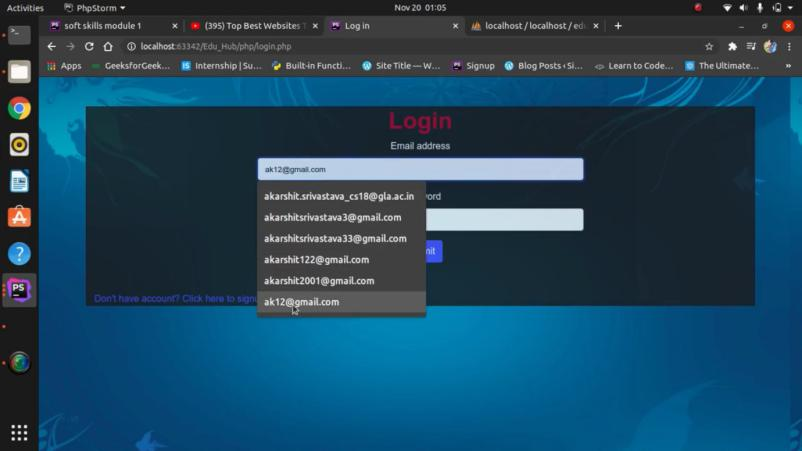 Activities
PhpStorm
Nov 20 01:05
soft skills module 1
(395) Top Best Websites T
Log in
localhost / localhost / edu
localhost:63342/Edu_Hub/php/login.php
Apps
GeeksforGeek...
Internship | Su...
Built-in Functi...
Site Title — W...
Signup
Blog Posts ‹ Si...
Learn to Code...
The Ultimate...
»
Login
Email address
ak12@gmail.com
akarshit.srivastava_cs18@gla.ac.in
akarshitsrivastava3@gmail.com
akarshitsrivastava33@gmail.com
akarshit122@gmail.com
akarshit2001@gmail.com
ak12@gmail.com
Don't have account? Click here to signu
PS